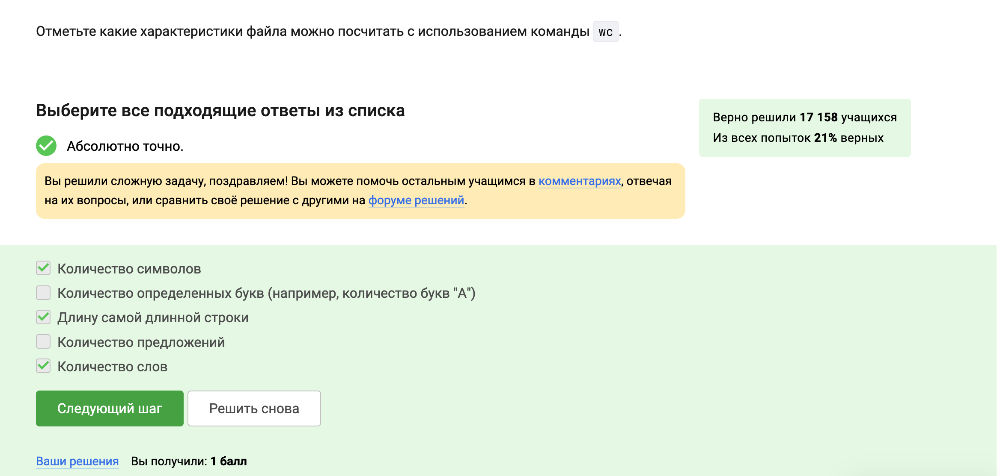 Отметьте какие характеристики файла можно посчитать с использованием команды wc.
Выберите все подходящие ответы из списка
Верно решили 17 158 учащихся
Из всех попыток 21% верных
Абсолютно точно.
Вы решили сложную задачу, поздравляем! Вы можете помочь остальным учащимся в комментариях, отвечая
на их вопросы, или сравнить своё решение с другими на форуме решений.
Количество символов
Количество определенных букв (например, количество букв "A")
Длину самой длинной строки
Количество предложений
Количество слов
Следующий шаг
Решить снова
Ваши решения Вы получили: 1 балл